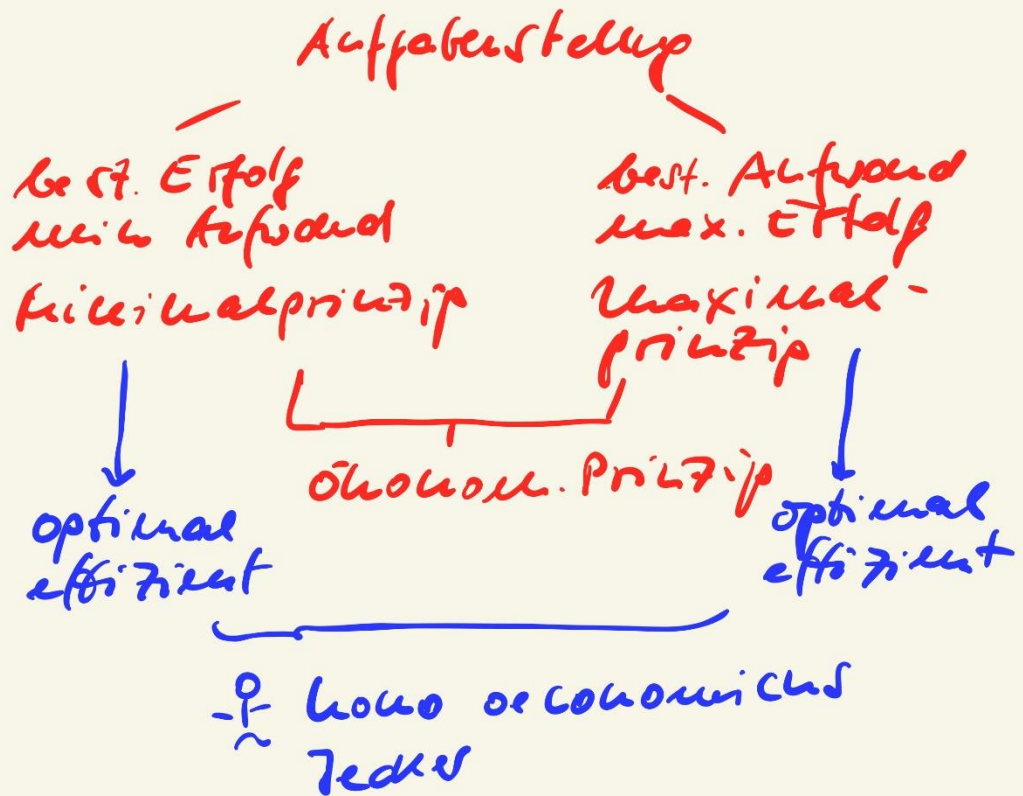 Aufgabenstellung
best. Erfolg
min Aufwand
Minimalprinzip
best. Aufwand
max. Erfolg
Maximal-
prinzip
ökonom. Prinzip
optimal
effizient
optimal
effizient
homo oeconomicus